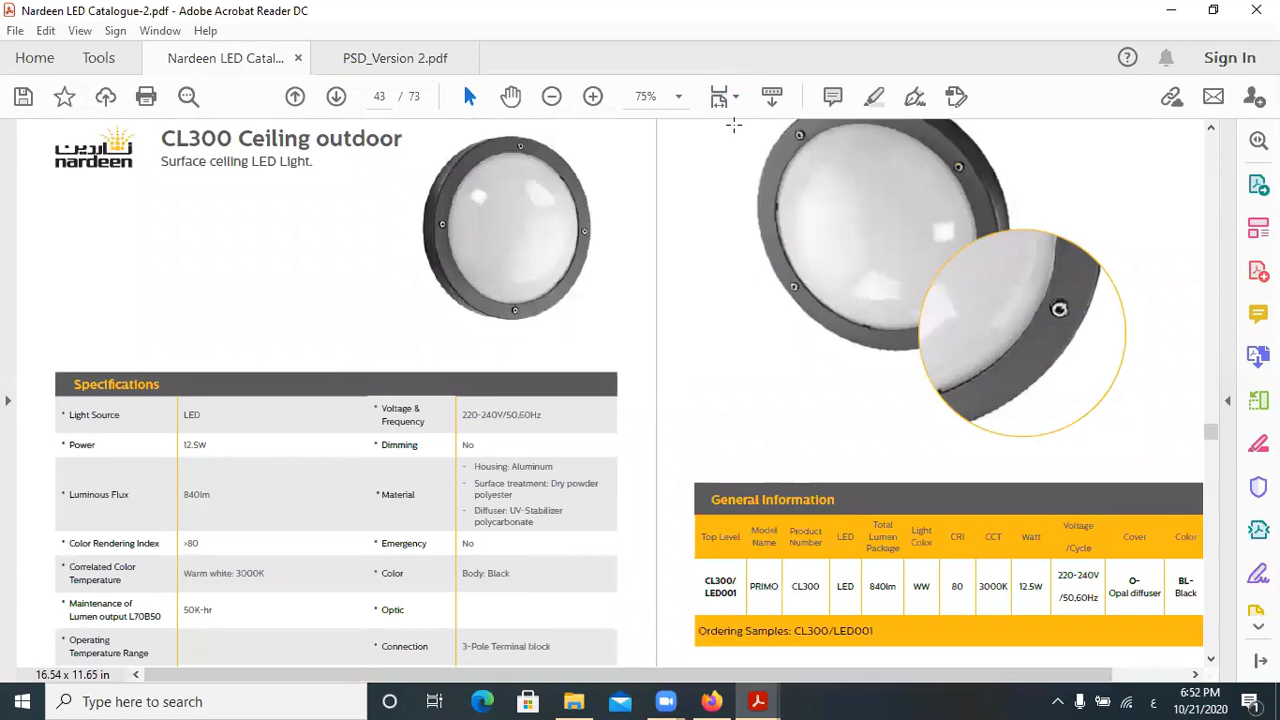 Nardeen LED Catalogue-2.pdf - Adobe Acrobat Reader DC
File Edit View Sign Window Help
Home Tools Nardeen LED Catal... × PSD_Version 2.pdf Sign In
43 / 73 75%
ناردين
nardeen
CL300 Ceiling outdoor
Surface ceiling LED Light.
Specifications
* Light Source LED * Voltage & Frequency 220-240V/50,60Hz
* Power 12.5W * Dimming No
* Luminous Flux 840lm * Material - Housing: Aluminum
- Surface treatment: Dry powder polyester
- Diffuser: UV-Stabilizer polycarbonate
* Color Rendering Index >80 * Emergency No
* Correlated Color Temperature Warm white: 3000K * Color Body: Black
* Maintenance of Lumen output L70B50 50K-hr * Optic
* Operating Temperature Range * Connection 3-Pole Terminal block
General Information
Top Level Model Name Product Number LED Total Lumen Package Light Color CRI CCT Watt Voltage /Cycle Cover Color
CL300/ LED001 PRIMO CL300 LED 840lm WW 80 3000K 12.5W 220-240V /50,60Hz O- Opal diffuser BL- Black
Ordering Samples: CL300/LED001
16.54 x 11.65 in
Type here to search
ع
6:52 PM
10/21/2020
1